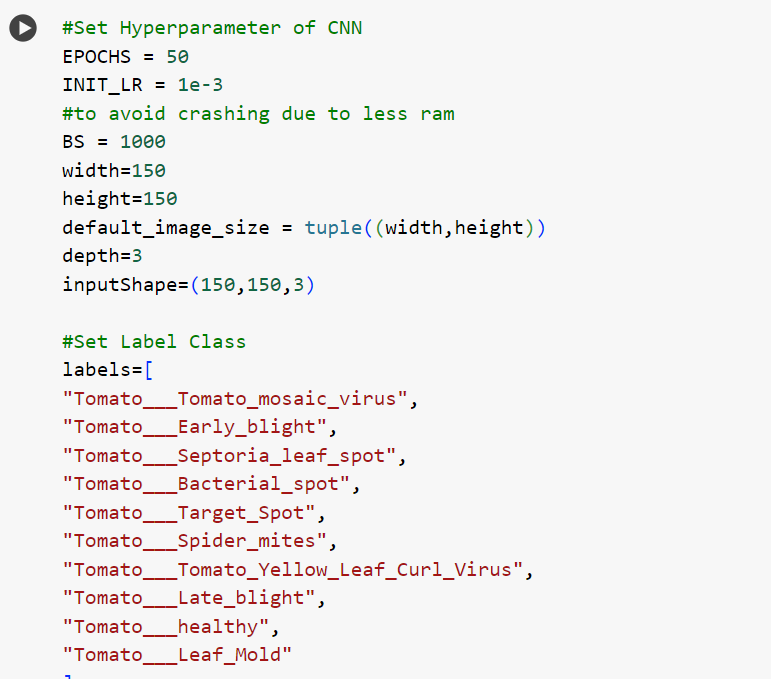 #Set Hyperparameter of CNN
EPOCHS = 50
INIT_LR = 1e-3
#to avoid crashing due to less ram
BS = 1000
width=150
height=150
default_image_size = tuple((width,height))
depth=3
inputShape=(150,150,3)
#Set Label Class
labels=[
"Tomato___Tomato_mosaic_virus",
"Tomato___Early_blight",
"Tomato___Septoria_leaf_spot",
"Tomato___Bacterial_spot",
"Tomato___Target_Spot",
"Tomato___Spider_mites",
"Tomato___Tomato_Yellow_Leaf_Curl_Virus",
"Tomato___Late_blight",
"Tomato___healthy",
"Tomato___Leaf_Mold"